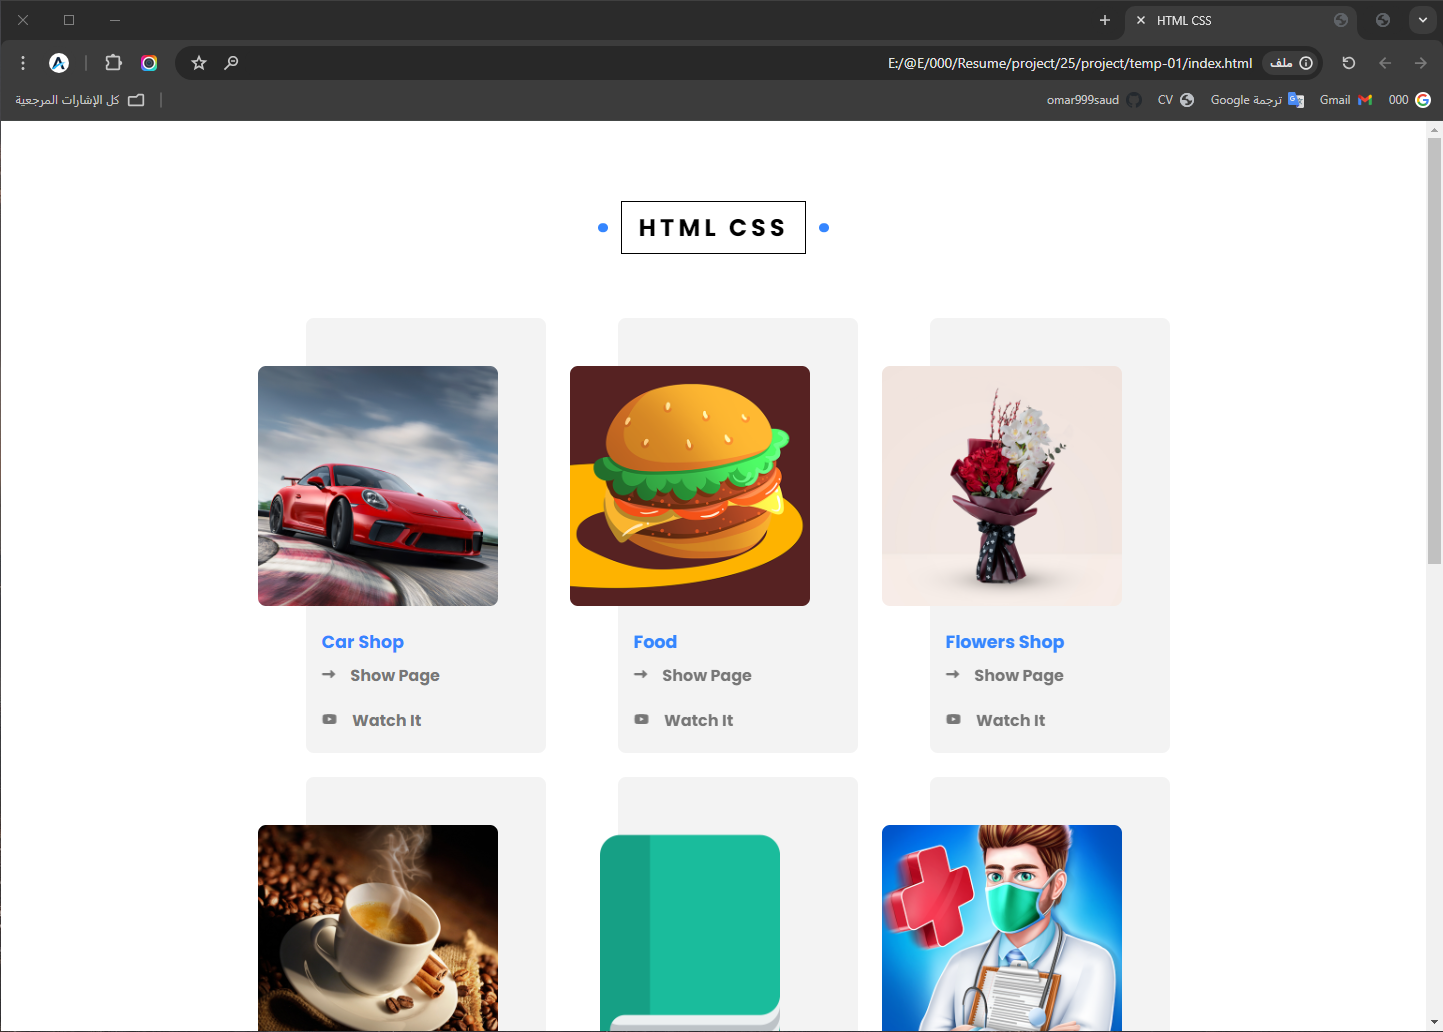 HTML CSS
E:/@E/000/Resume/project/25/project/temp-01/index.html
ملف
كل الإشارات المرجعية
omar999saud
CV
ترجمة Google
Gmail
000
HTML CSS
Car Shop
Show Page
Watch It
Food
Show Page
Watch It
Flowers Shop
Show Page
Watch It